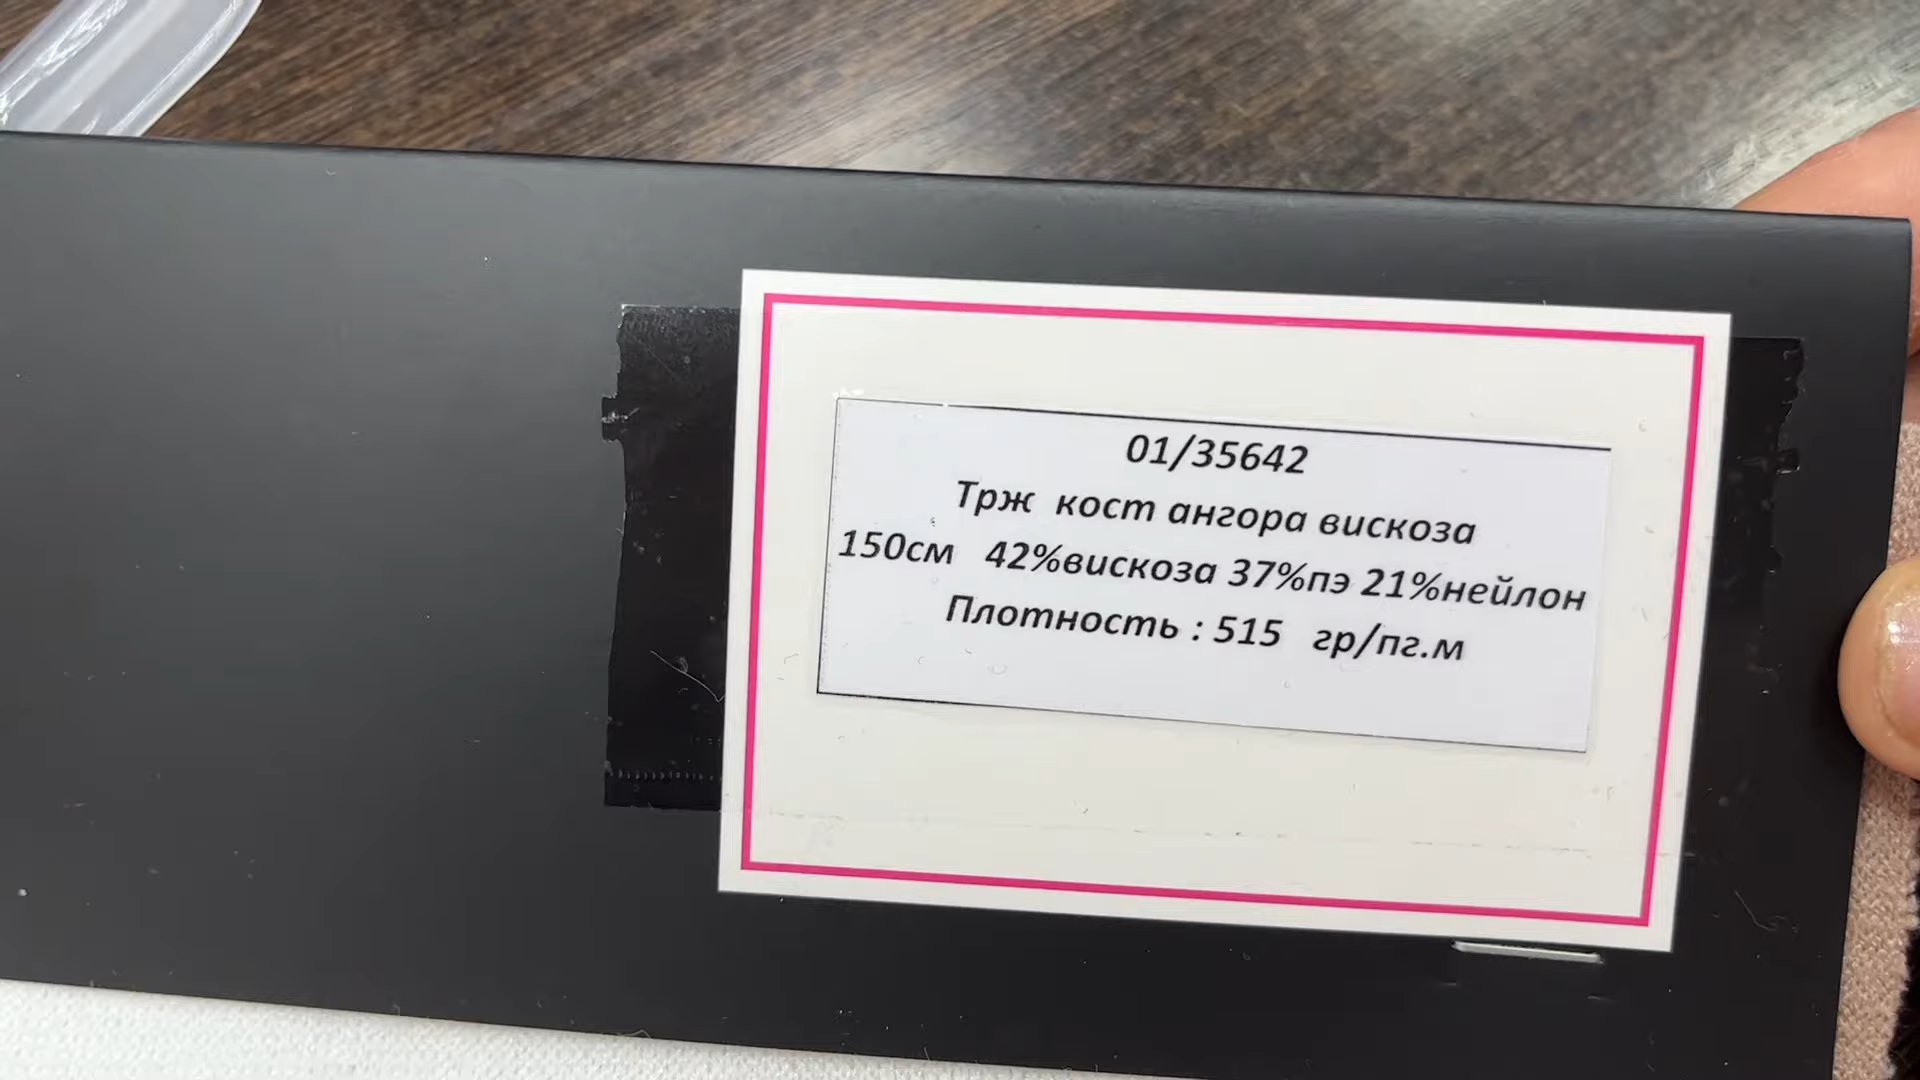 01/35642
Трж кост ангора вискоза
150см 42%вискоза 37%пэ 21%нейлон
Плотность : 515 гр/пг.м